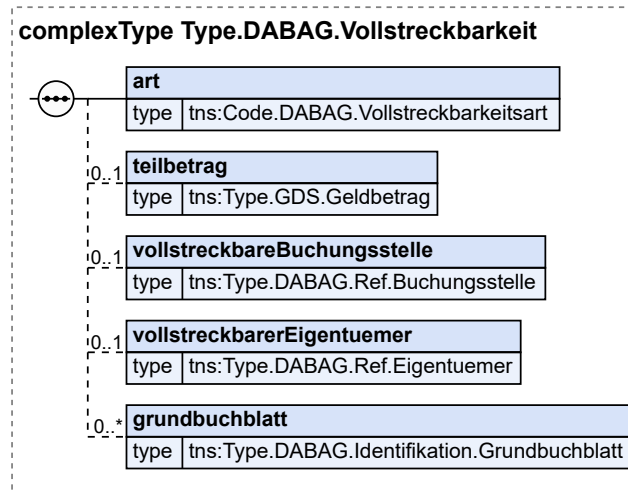 complexType Type.DABAG.Vollstreckbarkeit
art
type tns:Code.DABAG.Vollstreckbarkeitsart
0..1 teilbetrag
type tns:Type.GDS.Geldbetrag
0..1 vollstreckbareBuchungsstelle
type tns:Type.DABAG.Ref.Buchungsstelle
0..1 vollstreckbarerEigentuemer
type tns:Type.DABAG.Ref.Eigentuemer
0..* grundbuchblatt
type tns:Type.DABAG.Identifikation.Grundbuchblatt